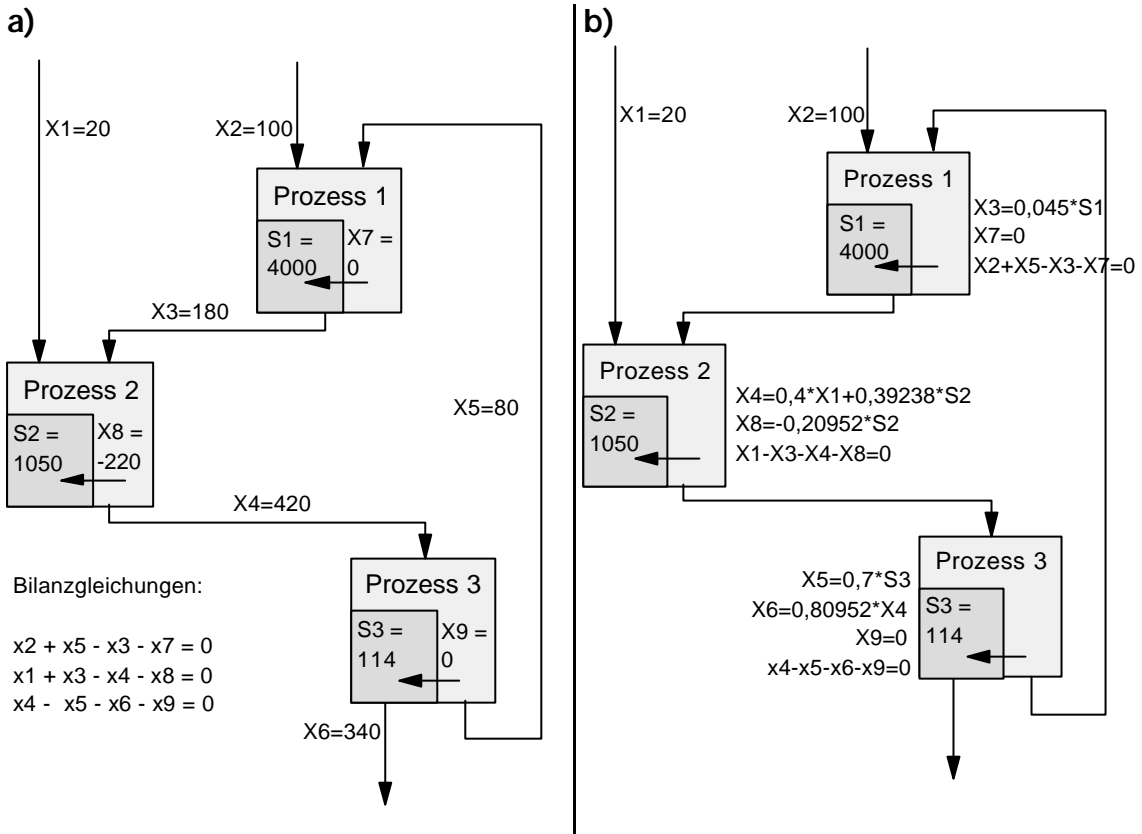 a)
X1=20
X2=100
Prozess 1
S1 =
4000
X7 =
0
X3=180
Prozess 2
S2 =
1050
X8 =
-220
X5=80
X4=420
Bilanzgleichungen:
x2 + x5 - x3 - x7 = 0
x1 + x3 - x4 - x8 = 0
x4 - x5 - x6 - x9 = 0
Prozess 3
S3 =
114
X9 =
0
X6=340
b)
X1=20
X2=100
Prozess 1
S1 =
4000
X3=0,045*S1
X7=0
X2+X5-X3-X7=0
Prozess 2
S2 =
1050
X4=0,4*X1+0,39238*S2
X8=-0,20952*S2
X1-X3-X4-X8=0
Prozess 3
S3 =
114
X5=0,7*S3
X6=0,80952*X4
X9=0
x4-x5-x6-x9=0